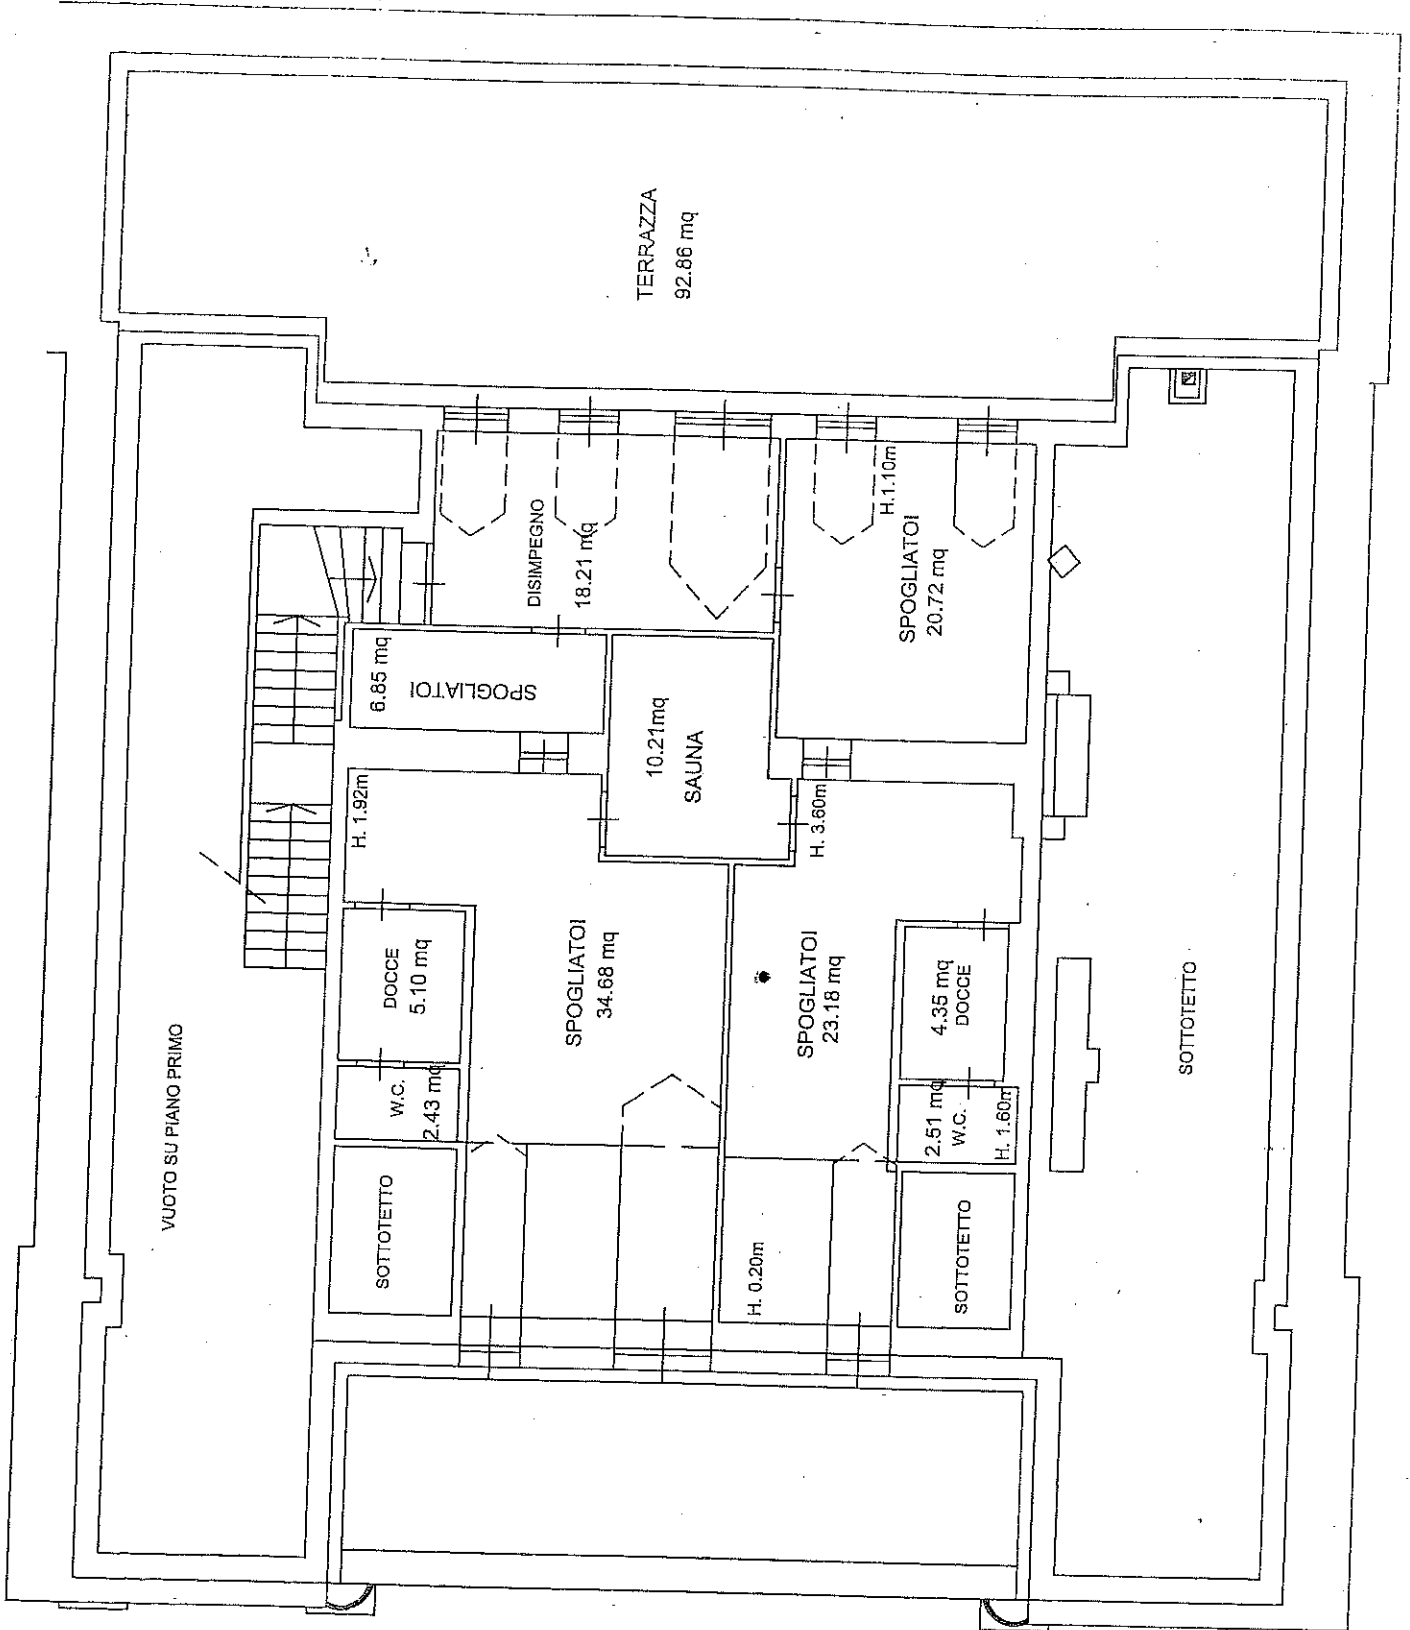 TERRAZZA
92.86 mq
DISIMPEGNO
18.21 mq
H.1.10m
SPOGLIATOI
20.72 mq
6.85 mq
SPOGLIATOI
10.21mq
SAUNA
H. 1.92m
H. 3.60m
DOCCE
5.10 mq
SPOGLIATOI
34.68 mq
SPOGLIATOI
23.18 mq
4.35 mq
DOCCE
SOTTOTETTO
VUOTO SU PIANO PRIMO
W.C.
2.43 mq
2.51 mq
W.C.
H. 1.60m
SOTTOTETTO
H. 0.20m
SOTTOTETTO